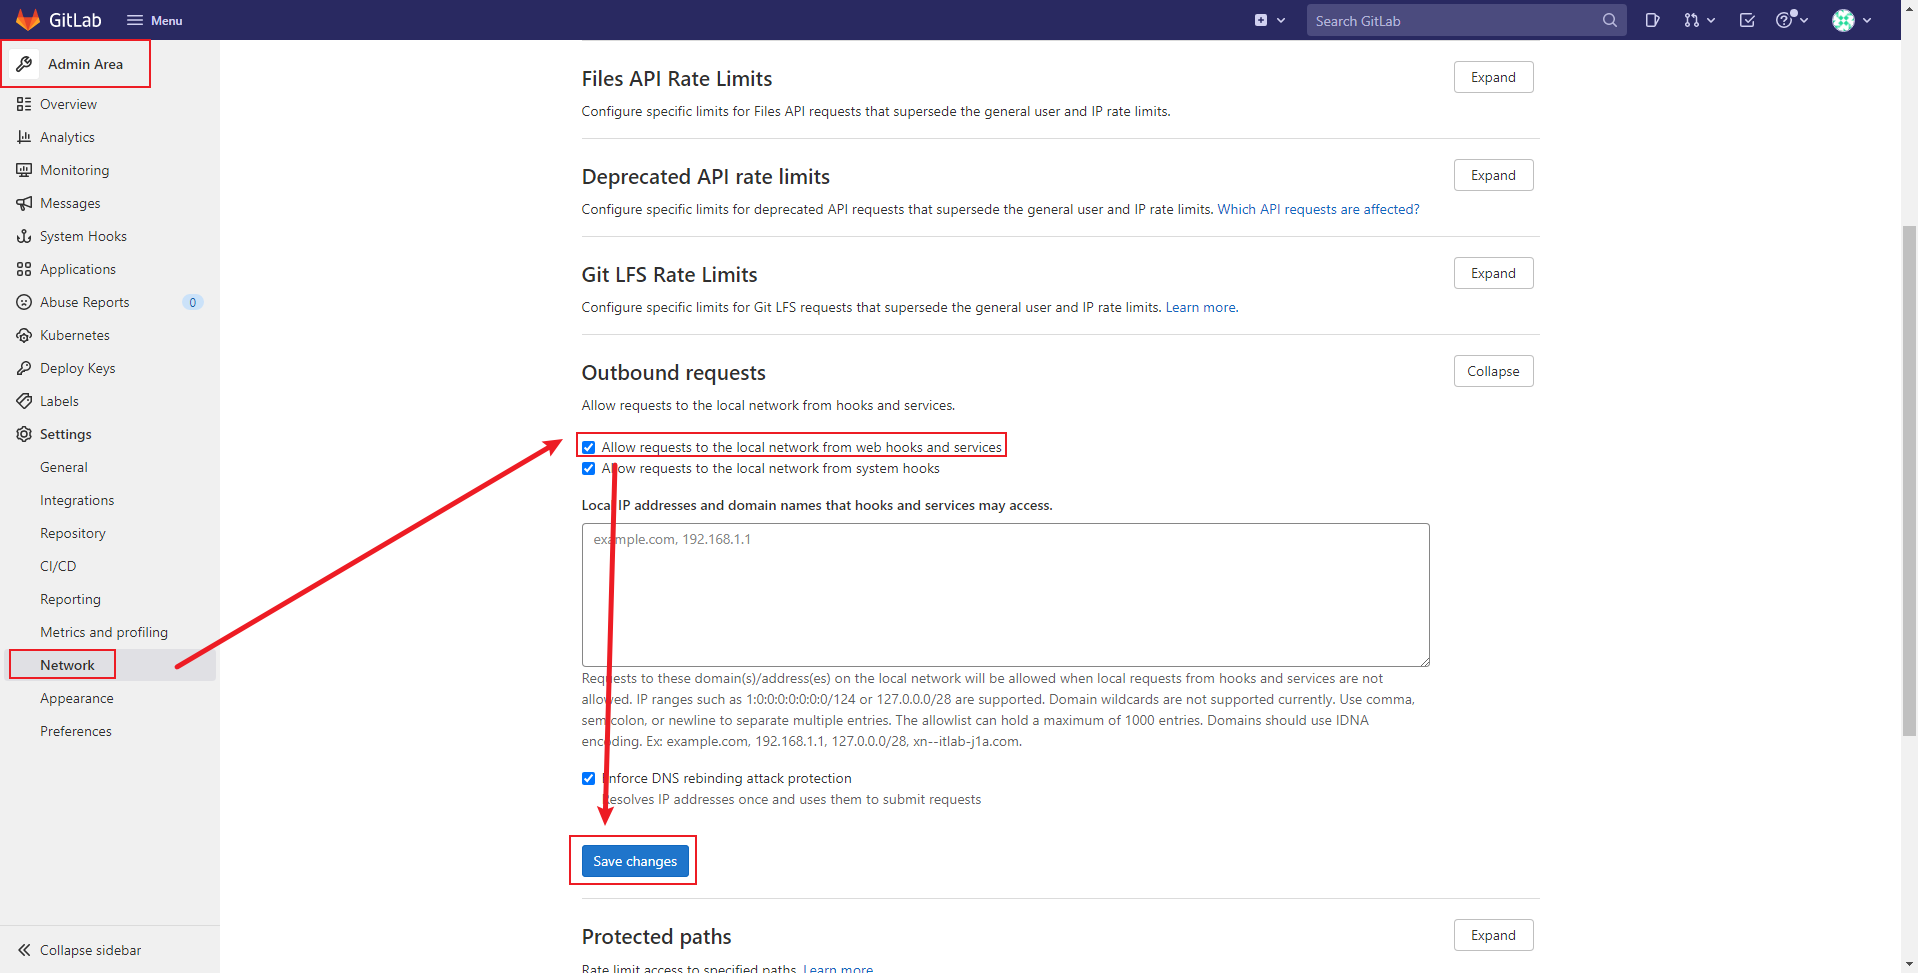 GitLab
Menu
Search GitLab
Admin Area
Overview
Analytics
Monitoring
Messages
System Hooks
Applications
Abuse Reports 0
Kubernetes
Deploy Keys
Labels
Settings
General
Integrations
Repository
CI/CD
Reporting
Metrics and profiling
Network
Appearance
Preferences
Collapse sidebar
Files API Rate Limits
Expand
Configure specific limits for Files API requests that supersede the general user and IP rate limits.
Deprecated API rate limits
Expand
Configure specific limits for deprecated API requests that supersede the general user and IP rate limits. Which API requests are affected?
Git LFS Rate Limits
Expand
Configure specific limits for Git LFS requests that supersede the general user and IP rate limits. Learn more.
Outbound requests
Collapse
Allow requests to the local network from hooks and services.
Allow requests to the local network from web hooks and services
Allow requests to the local network from system hooks
Local IP addresses and domain names that hooks and services may access.
example.com, 192.168.1.1
Requests to these domain(s)/address(es) on the local network will be allowed when local requests from hooks and services are not
allowed. IP ranges such as 1:0:0:0:0:0:0:0/124 or 127.0.0.0/28 are supported. Domain wildcards are not supported currently. Use comma,
semicolon, or newline to separate multiple entries. The allowlist can hold a maximum of 1000 entries. Domains should use IDNA
encoding. Ex: example.com, 192.168.1.1, 127.0.0.0/28, xn--itlab-j1a.com.
Enforce DNS rebinding attack protection
Resolves IP addresses once and uses them to submit requests
Save changes
Protected paths
Expand
Rate limit access to specified paths. Learn more.